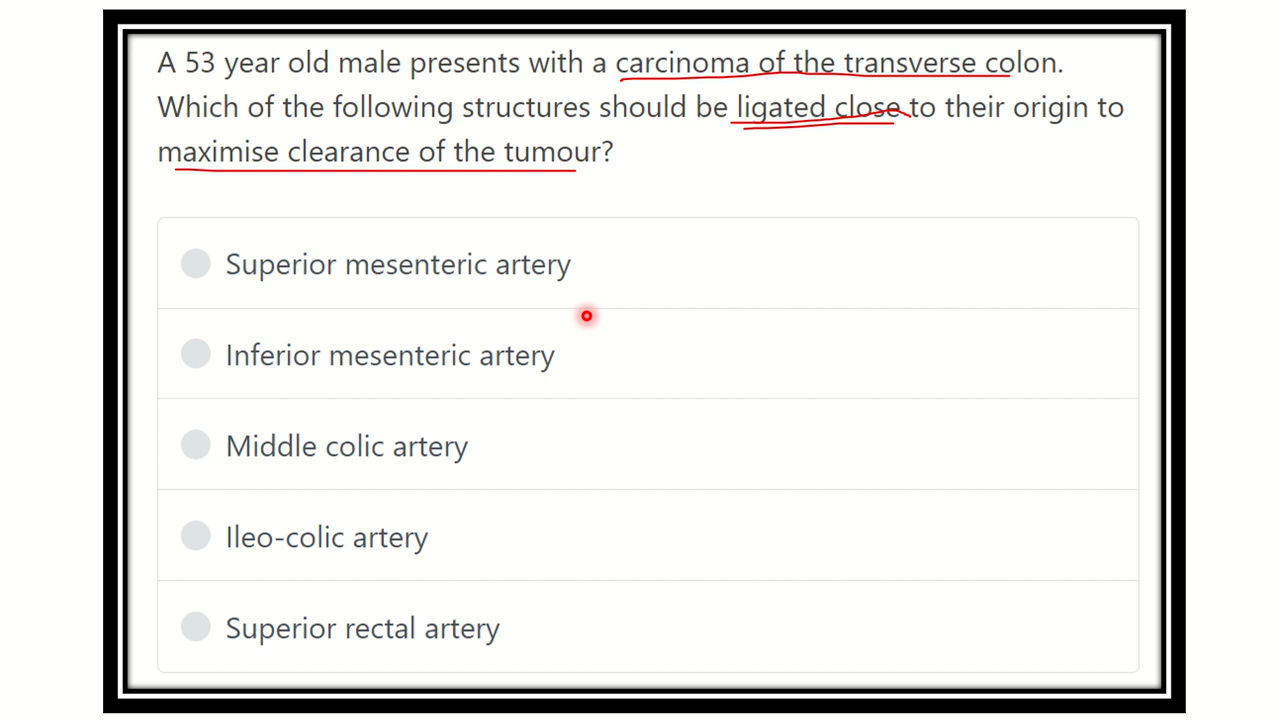 A 53 year old male presents with a carcinoma of the transverse colon.
Which of the following structures should be ligated close to their origin to
maximise clearance of the tumour?
Superior mesenteric artery
Inferior mesenteric artery
Middle colic artery
Ileo-colic artery
Superior rectal artery